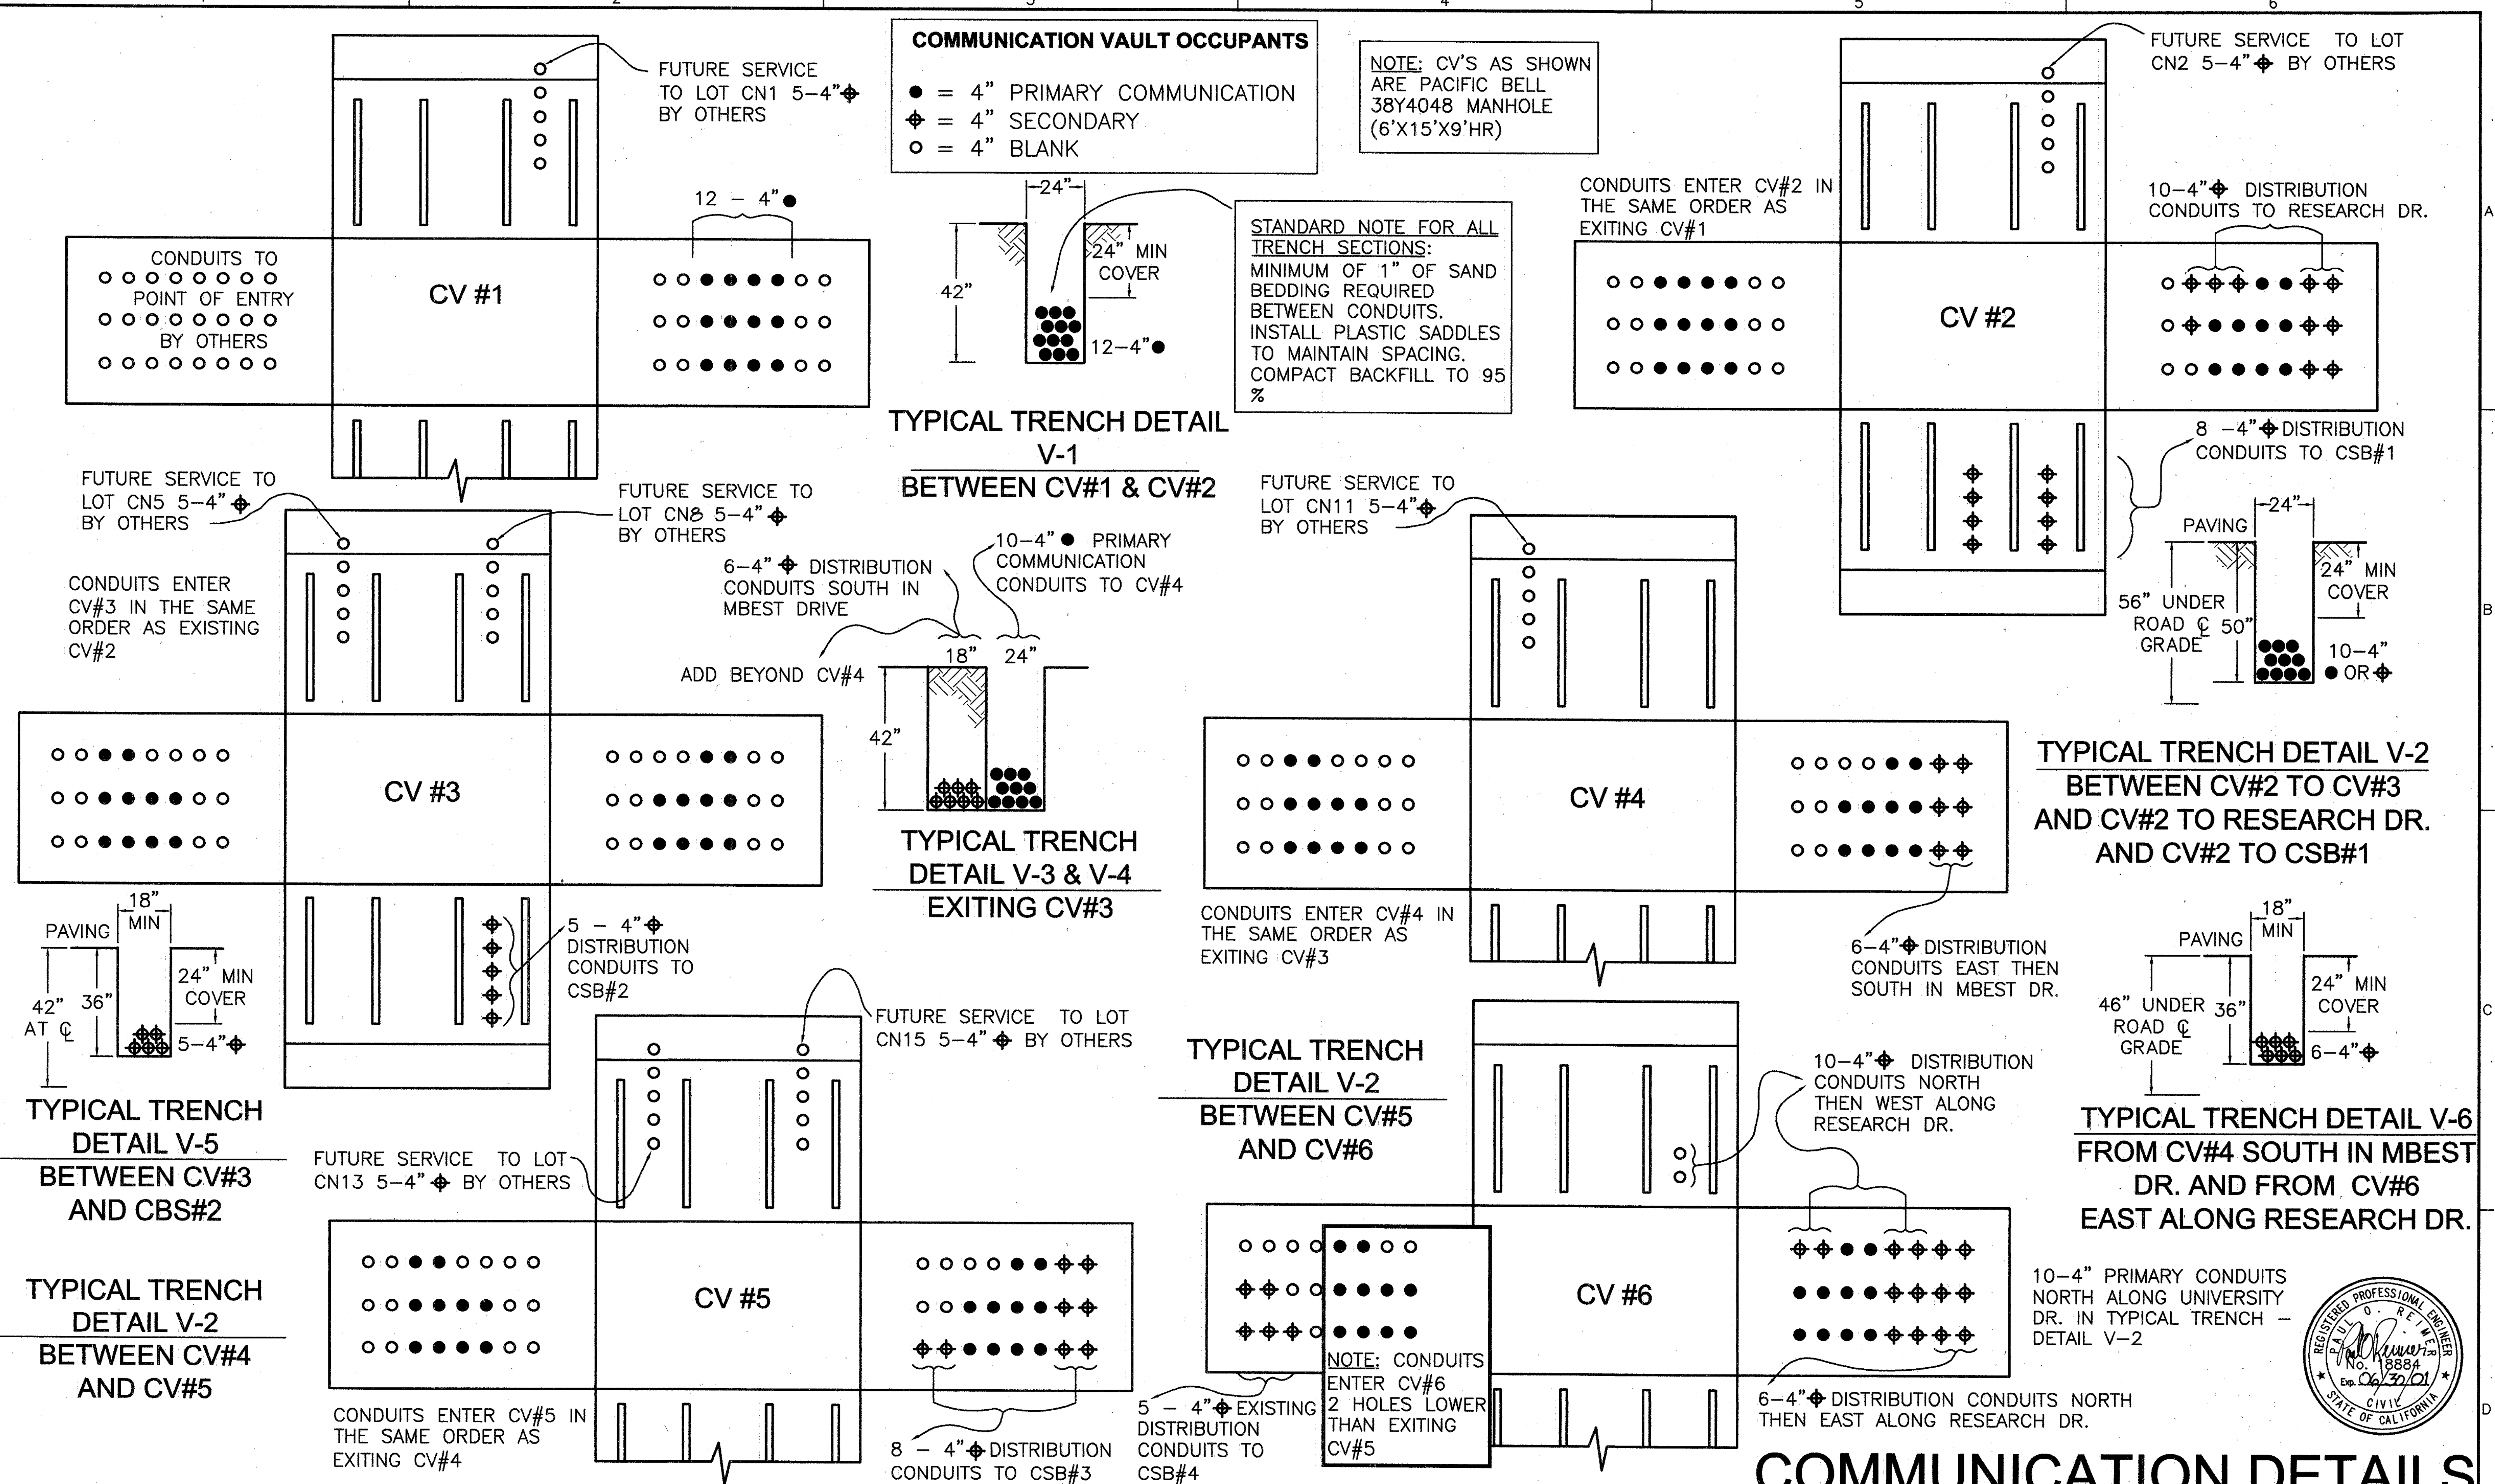 2
3
4
5
6
FUTURE SERVICE
TO LOT CN1 5-4"
BY OTHERS
COMMUNICATION VAULT OCCUPANTS
● = 4" PRIMARY COMMUNICATION
= 4" SECONDARY
○ = 4" BLANK
NOTE: CV'S AS SHOWN
ARE PACIFIC BELL
38Y4048 MANHOLE
(6'X15'X9'HR)
FUTURE SERVICE TO LOT
CN2 5-4" BY OTHERS
12 - 4" ●
CONDUITS TO
POINT OF ENTRY
BY OTHERS
CV #1
24"
42"
24" MIN
COVER
12-4" ●
STANDARD NOTE FOR ALL
TRENCH SECTIONS:
MINIMUM OF 1" OF SAND
BEDDING REQUIRED
BETWEEN CONDUITS.
INSTALL PLASTIC SADDLES
TO MAINTAIN SPACING.
COMPACT BACKFILL TO 95
%
TYPICAL TRENCH DETAIL
V-1
BETWEEN CV#1 & CV#2
CONDUITS ENTER CV#2 IN
THE SAME ORDER AS
EXITING CV#1
CV #2
10-4" DISTRIBUTION
CONDUITS TO RESEARCH DR.
A
8 -4" DISTRIBUTION
CONDUITS TO CSB#1
FUTURE SERVICE TO
LOT CN5 5-4"
BY OTHERS
FUTURE SERVICE TO
LOT CN8 5-4"
BY OTHERS
CONDUITS ENTER
CV#3 IN THE SAME
ORDER AS EXISTING
CV#2
CV #3
6-4" DISTRIBUTION
CONDUITS SOUTH IN
MBEST DRIVE
10-4" ● PRIMARY
COMMUNICATION
CONDUITS TO CV#4
ADD BEYOND CV#4
18"
24"
42"
TYPICAL TRENCH
DETAIL V-3 & V-4
EXITING CV#3
FUTURE SERVICE TO
LOT CN11 5-4"
BY OTHERS
CV #4
CONDUITS ENTER CV#4 IN
THE SAME ORDER AS
EXITING CV#3
6-4" DISTRIBUTION
CONDUITS EAST THEN
SOUTH IN MBEST DR.
PAVING
24"
24" MIN
COVER
56" UNDER
ROAD ℄
GRADE
50"
10-4"
● OR
B
TYPICAL TRENCH DETAIL V-2
BETWEEN CV#2 TO CV#3
AND CV#2 TO RESEARCH DR.
AND CV#2 TO CSB#1
PAVING
18"
MIN
24" MIN
COVER
42"
AT ℄
36"
5-4"
TYPICAL TRENCH
DETAIL V-5
BETWEEN CV#3
AND CBS#2
5 - 4"
DISTRIBUTION
CONDUITS TO
CSB#2
FUTURE SERVICE TO LOT
CN15 5-4" BY OTHERS
FUTURE SERVICE TO LOT
CN13 5-4" BY OTHERS
CV #5
TYPICAL TRENCH
DETAIL V-2
BETWEEN CV#4
AND CV#5
CONDUITS ENTER CV#5 IN
THE SAME ORDER AS
EXITING CV#4
8 - 4" DISTRIBUTION
CONDUITS TO CSB#3
TYPICAL TRENCH
DETAIL V-2
BETWEEN CV#5
AND CV#6
10-4" DISTRIBUTION
CONDUITS NORTH
THEN WEST ALONG
RESEARCH DR.
PAVING
18"
MIN
24" MIN
COVER
46" UNDER
ROAD ℄
GRADE
36"
6-4"
C
TYPICAL TRENCH DETAIL V-6
FROM CV#4 SOUTH IN MBEST
DR. AND FROM CV#6
EAST ALONG RESEARCH DR.
CV #6
NOTE: CONDUITS
ENTER CV#6
2 HOLES LOWER
THAN EXITING
CV#5
5 - 4" EXISTING
DISTRIBUTION
CONDUITS TO
CSB#4
10-4" PRIMARY CONDUITS
NORTH ALONG UNIVERSITY
DR. IN TYPICAL TRENCH -
DETAIL V-2
6-4" DISTRIBUTION CONDUITS NORTH
THEN EAST ALONG RESEARCH DR.
REGISTERED PROFESSIONAL ENGINEER
PAUL O. REIMER
No. 18884
Exp. 06/30/01
CIVIL
STATE OF CALIFORNIA
D
COMMUNICATION DETAILS